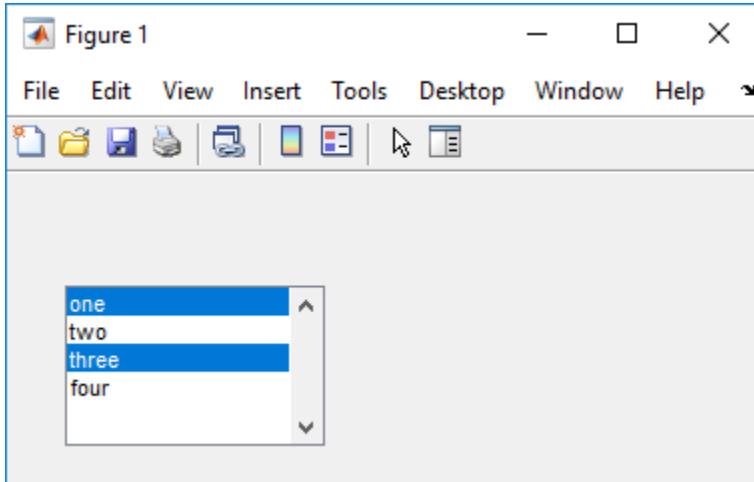 Figure 1
File Edit View Insert Tools Desktop Window Help
one
two
three
four